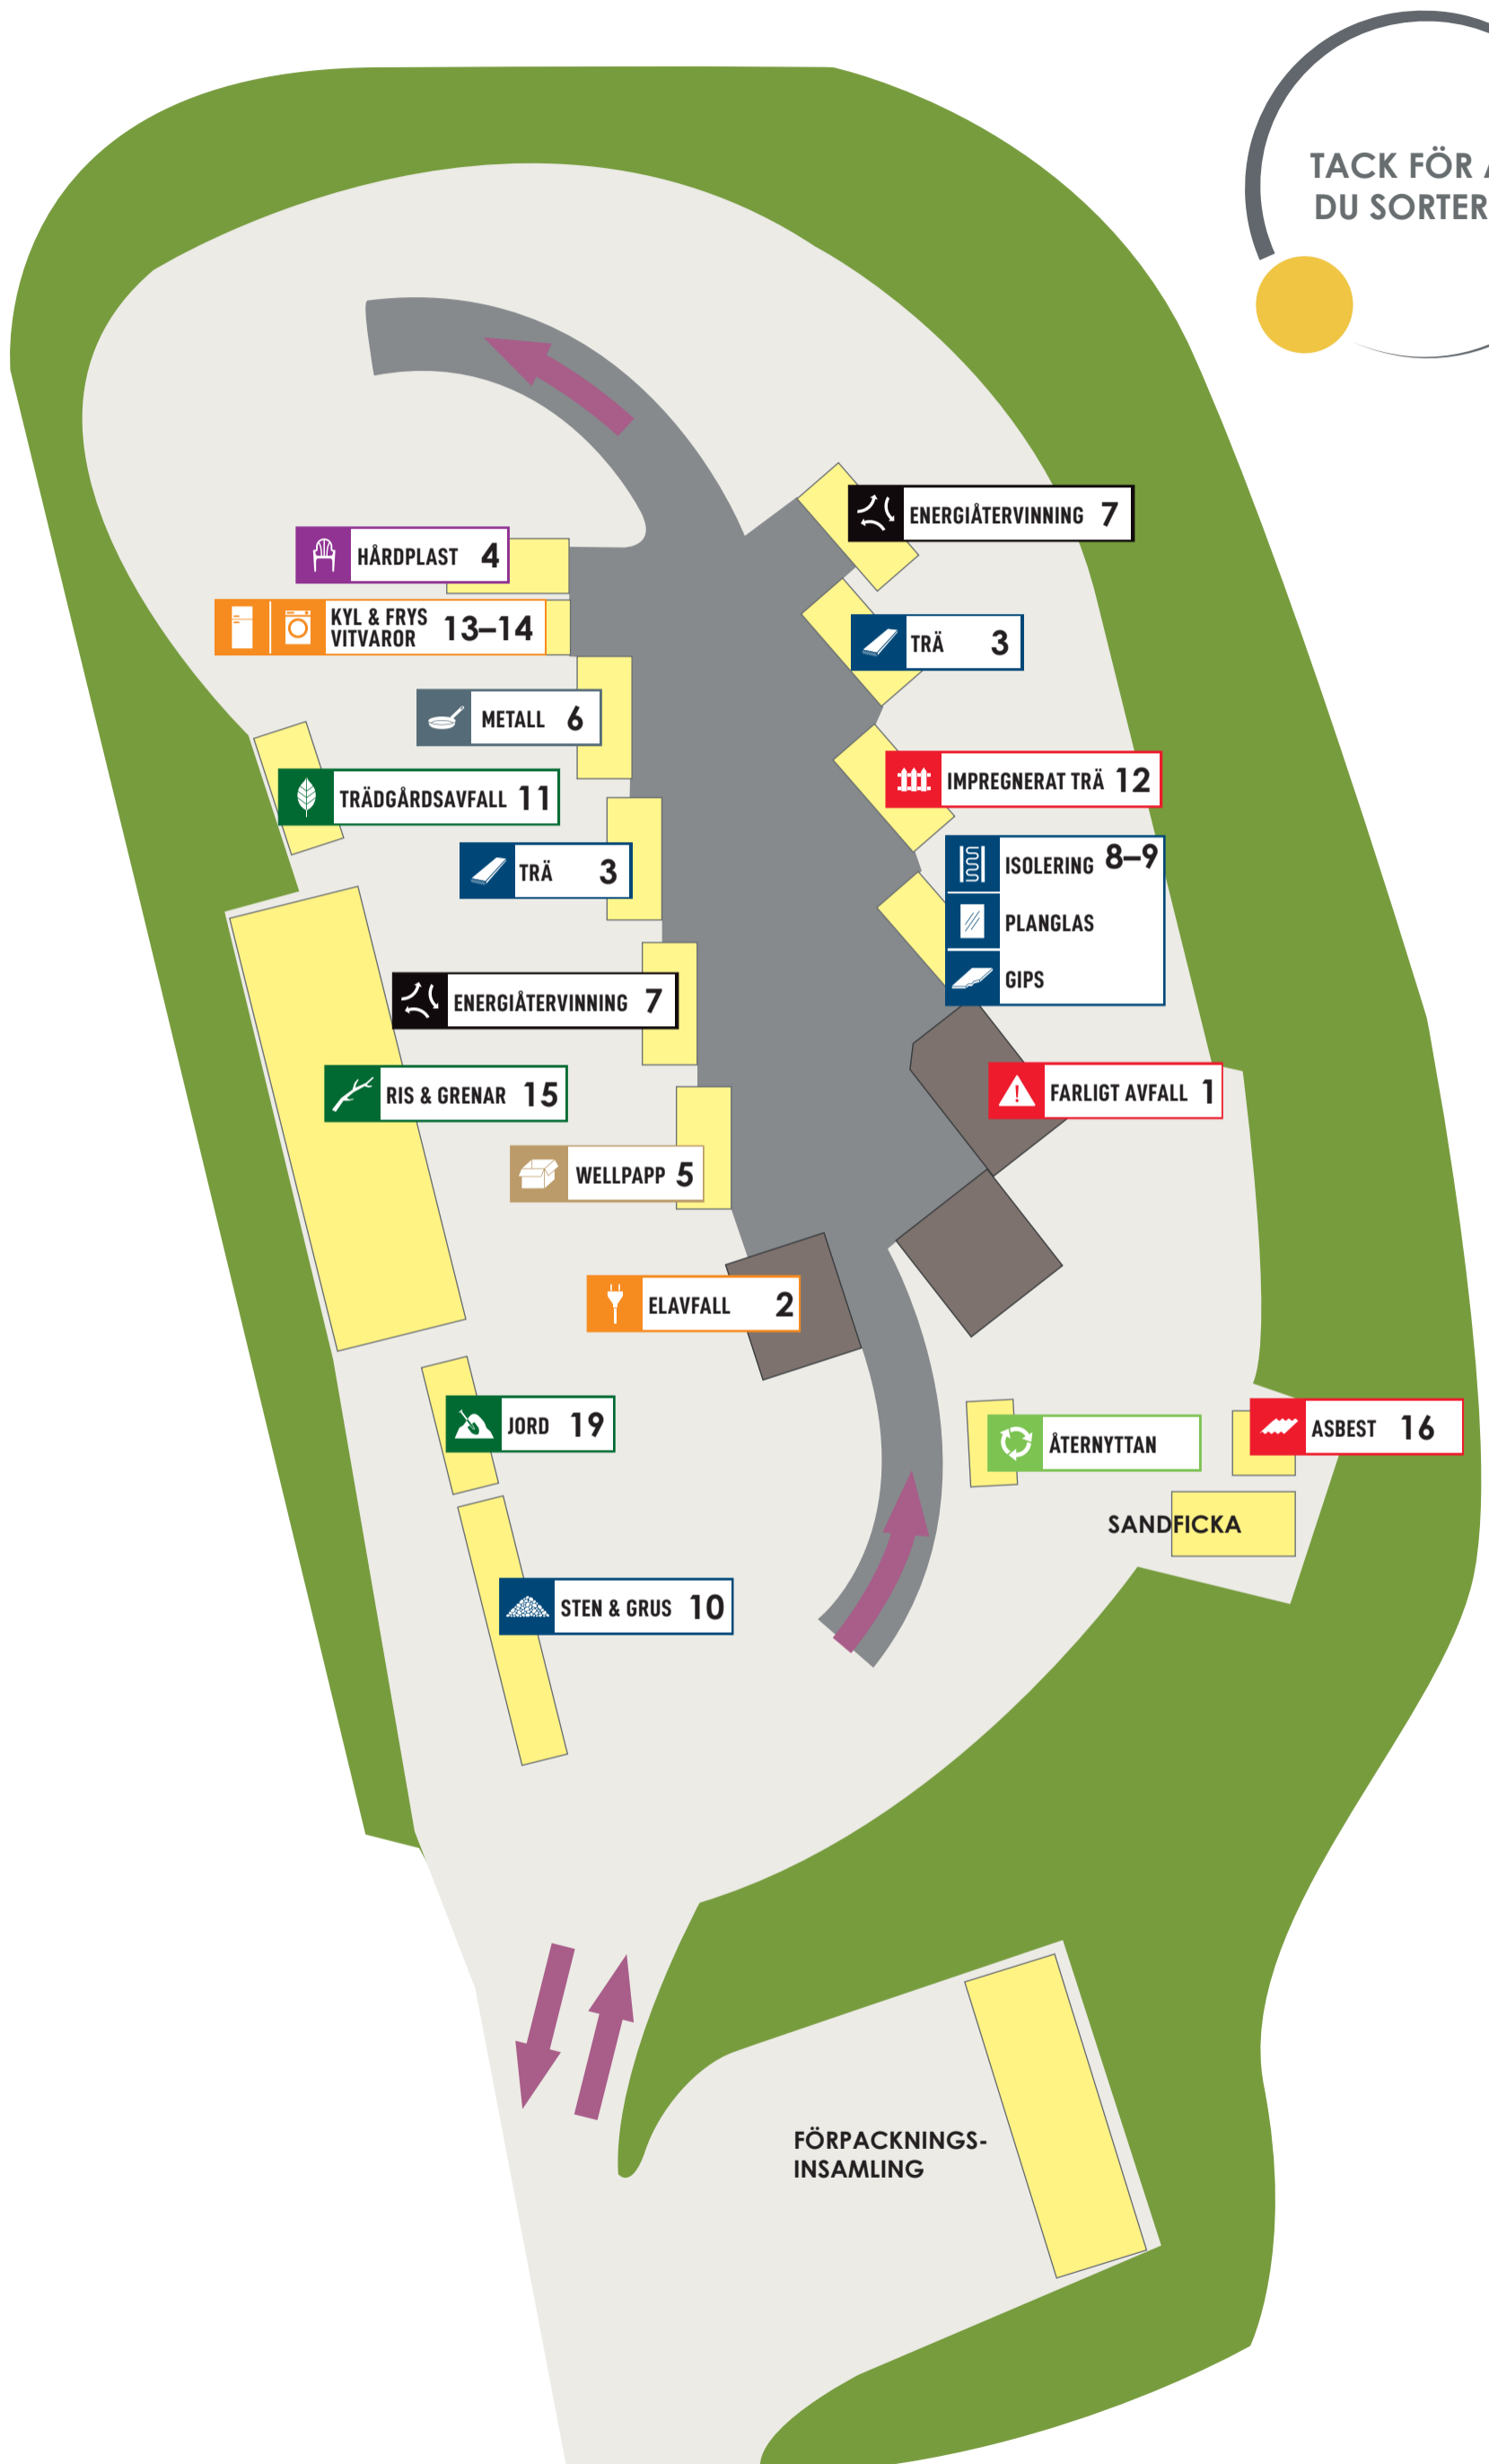 TACK FÖR
DU SORTER
ENERGIÅTERVINNING 7
HÅRDPLAST 4
KYL & FRYS
VITVAROR 13–14
TRÄ 3
METALL 6
IMPREGNERAT TRÄ 12
TRÄDGÅRDSAVFALL 11
TRÄ 3
ISOLERING 8–9
PLANGLAS
GIPS
ENERGIÅTERVINNING 7
RIS & GRENAR 15
FARLIGT AVFALL 1
WELLPAPP 5
ELAVFALL 2
JORD 19
ÅTERNYTTAN
ASBEST 16
SANDFICKA
STEN & GRUS 10
FÖRPACKNINGS-
INSAMLING